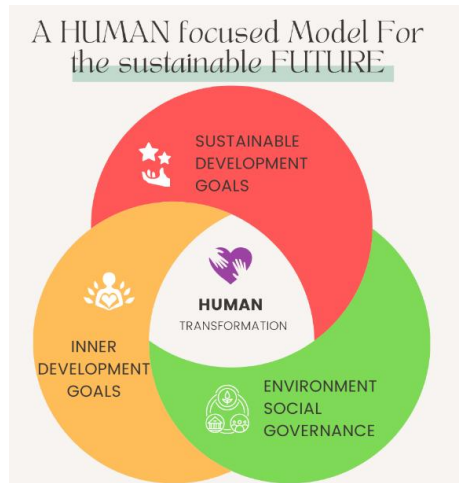 A HUMAN focused Model For
the sustainable FUTURE
SUSTAINABLE
DEVELOPMENT
GOALS
HUMAN
TRANSFORMATION
INNER
DEVELOPMENT
GOALS
ENVIRONMENT
SOCIAL
GOVERNANCE